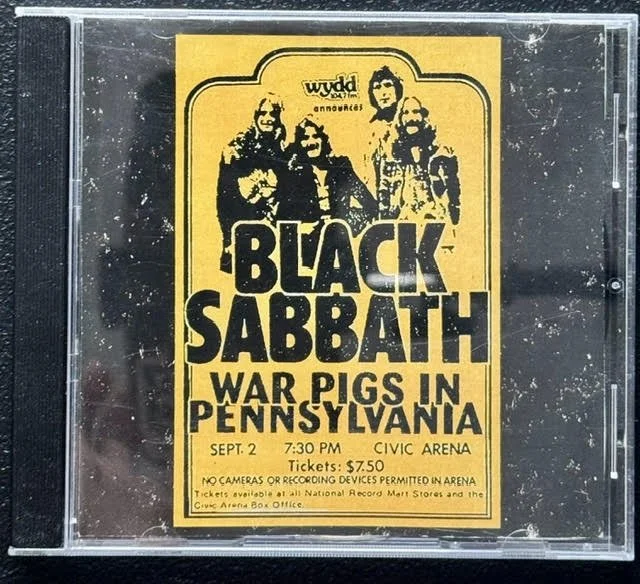 wydd
104.7 fm
announces
BLACK
SABBATH
WAR PIGS IN
PENNSYLVANIA
SEPT. 2 7:30 PM CIVIC ARENA
Tickets: $7.50
NO CAMERAS OR RECORDING DEVICES PERMITTED IN ARENA
Tickets available at all National Record Mart Stores and the
Civic Arena Box Office.